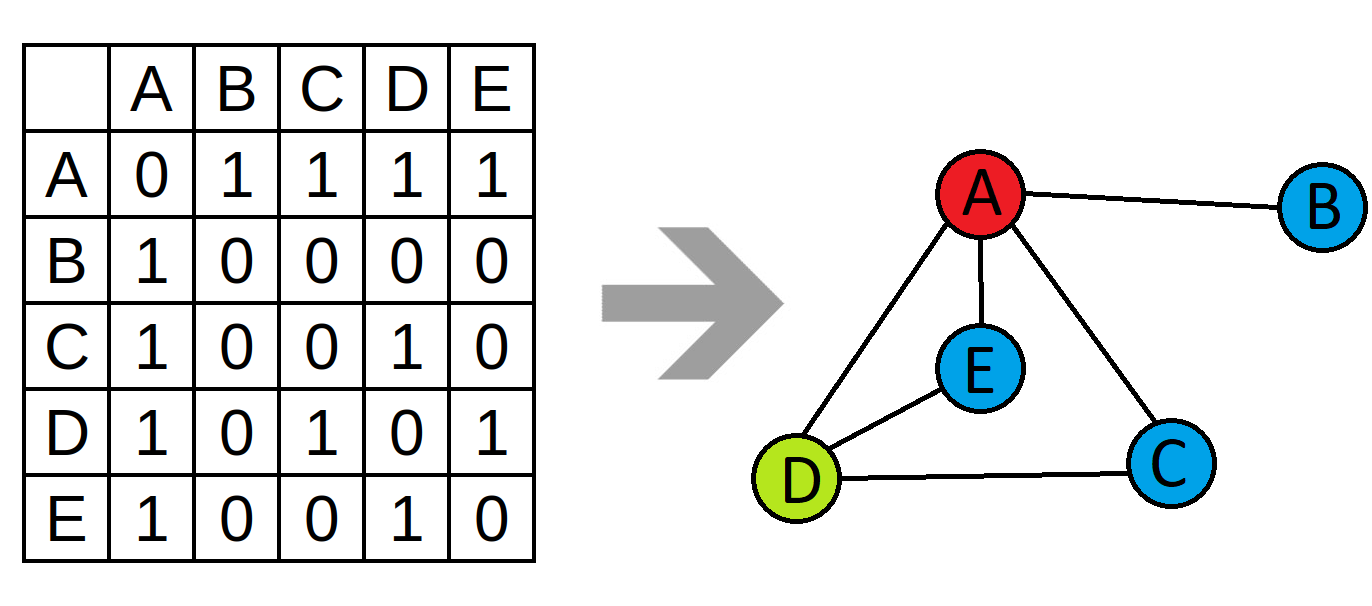 A B C D E
A 0 1 1 1 1
B 1 0 0 0 0
C 1 0 0 1 0
D 1 0 1 0 1
E 1 0 0 1 0
A
B
E
C
D